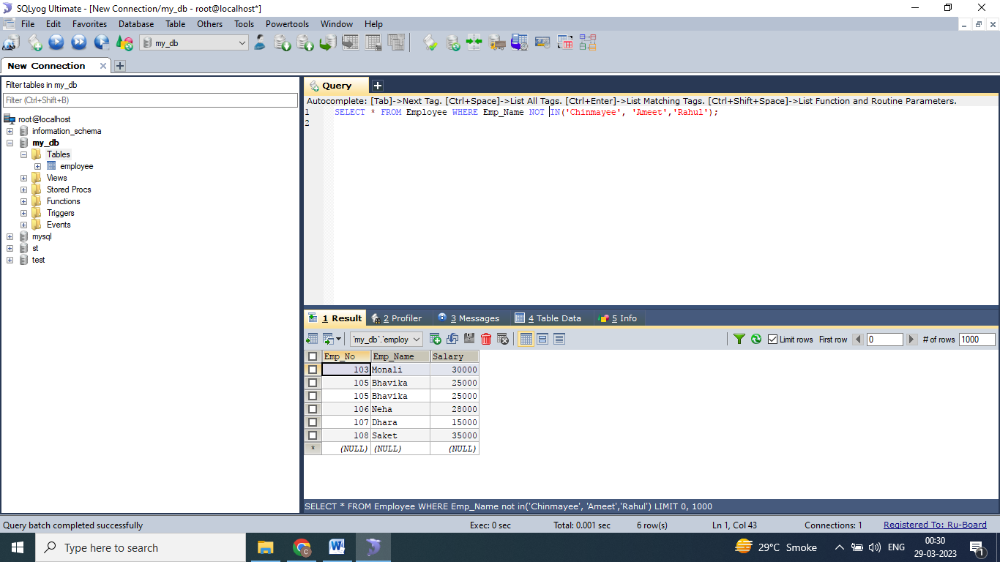 SQLyog Ultimate - [New Connection/my_db - root@localhost*]
File Edit Favorites Database Table Others Tools Powertools Window Help
my_db
New Connection
Filter tables in my_db
Filter (Ctrl+Shift+B)
root@localhost
information_schema
my_db
Tables
employee
Views
Stored Procs
Functions
Triggers
Events
mysql
st
test
Query
Autocomplete: [Tab]->Next Tag. [Ctrl+Space]->List All Tags. [Ctrl+Enter]->List Matching Tags. [Ctrl+Shift+Space]->List Function and Routine Parameters.
1 SELECT * FROM Employee WHERE Emp_Name NOT IN('Chinmayee', 'Ameet','Rahul');
2
1 Result 2 Profiler 3 Messages 4 Table Data 5 Info
`my_db`.`employ Limit rows First row 0 # of rows 1000
Emp_No Emp_Name Salary
103 Monali 30000
105 Bhavika 25000
105 Bhavika 25000
106 Neha 28000
107 Dhara 15000
108 Saket 35000
* (NULL) (NULL) (NULL)
SELECT * FROM Employee WHERE Emp_Name not in('Chinmayee', 'Ameet','Rahul') LIMIT 0, 1000
Query batch completed successfully Exec: 0 sec Total: 0.001 sec 6 row(s) Ln 1, Col 43 Connections: 1 Registered To: Ru-Board
Type here to search 29°C Smoke ENG 00:30
29-03-2023 1